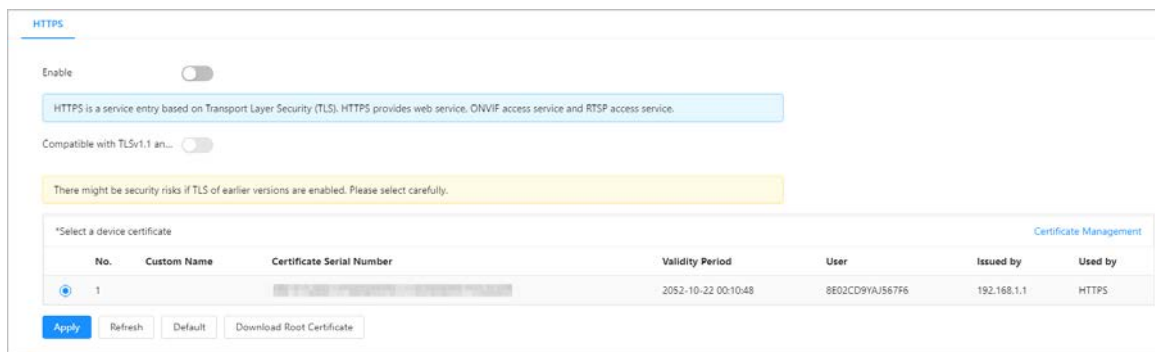 HTTPS
Enable
HTTPS is a service entry based on Transport Layer Security (TLS). HTTPS provides web service, ONVIF access service and RTSP access service.
Compatible with TLSv1.1 an...
There might be security risks if TLS of earlier versions are enabled. Please select carefully.
*Select a device certificate Certificate Management
No. Custom Name Certificate Serial Number Validity Period User Issued by Used by
1 2052-10-22 00:10:48 8E02CD9YAJ567F6 192.168.1.1 HTTPS
Apply Refresh Default Download Root Certificate